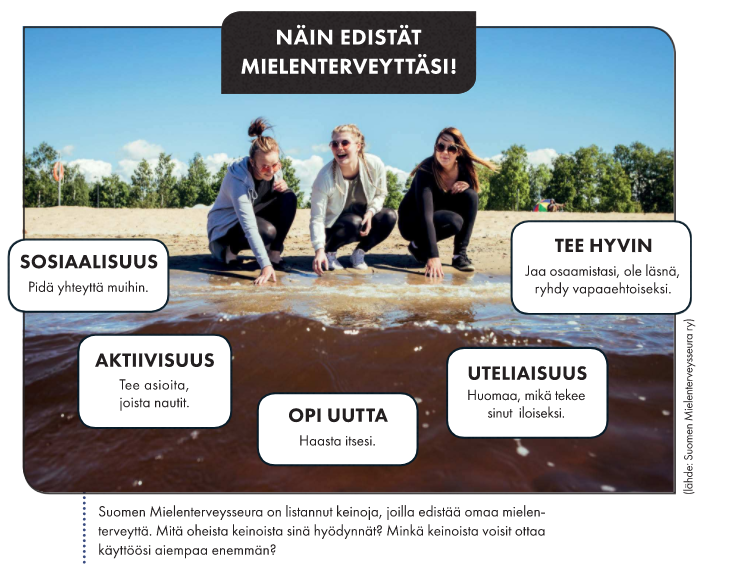 NÄIN EDISTÄT
MIELENTERVEYTTÄSI!
SOSIAALISUUS
Pidä yhteyttä muihin.
TEE HYVIN
Jaa osaamistasi, ole läsnä,
ryhdy vapaaehtoiseksi.
AKTIIVISUUS
Tee asioita,
joista nautit.
UTELIAISUUS
Huomaa, mikä tekee
sinut iloiseksi.
OPI UUTTA
Haasta itsesi.
(lähde: Suomen Mielenterveysseura ry)
Suomen Mielenterveysseura on listannut keinoja, joilla edistää omaa mielen-
terveyttä. Mitä oheista keinoista sinä hyödynnät? Minkä keinoista voisit ottaa
käyttöösi aiempaa enemmän?